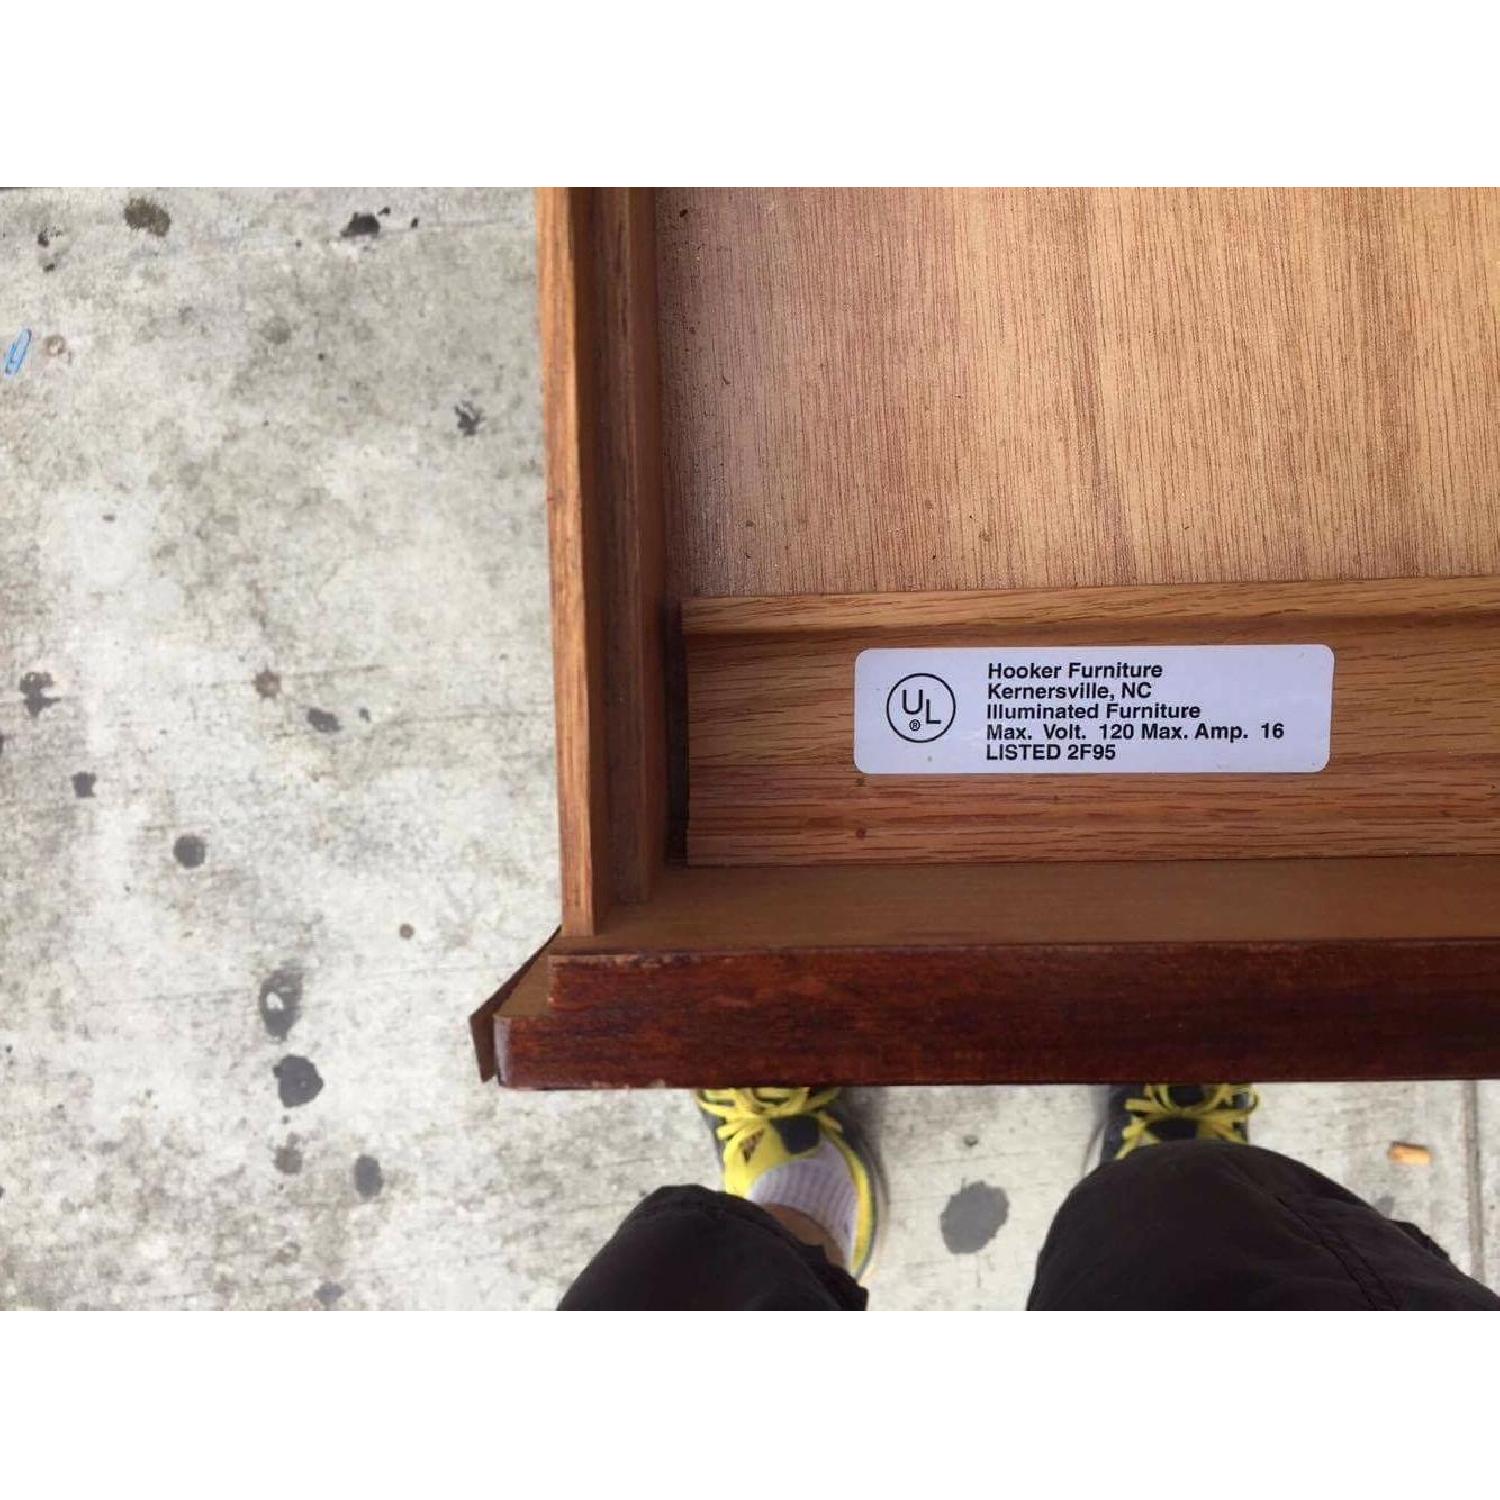 UL
®
Hooker Furniture
Kernersville, NC
Illuminated Furniture
Max. Volt. 120 Max. Amp. 16
LISTED 2F95